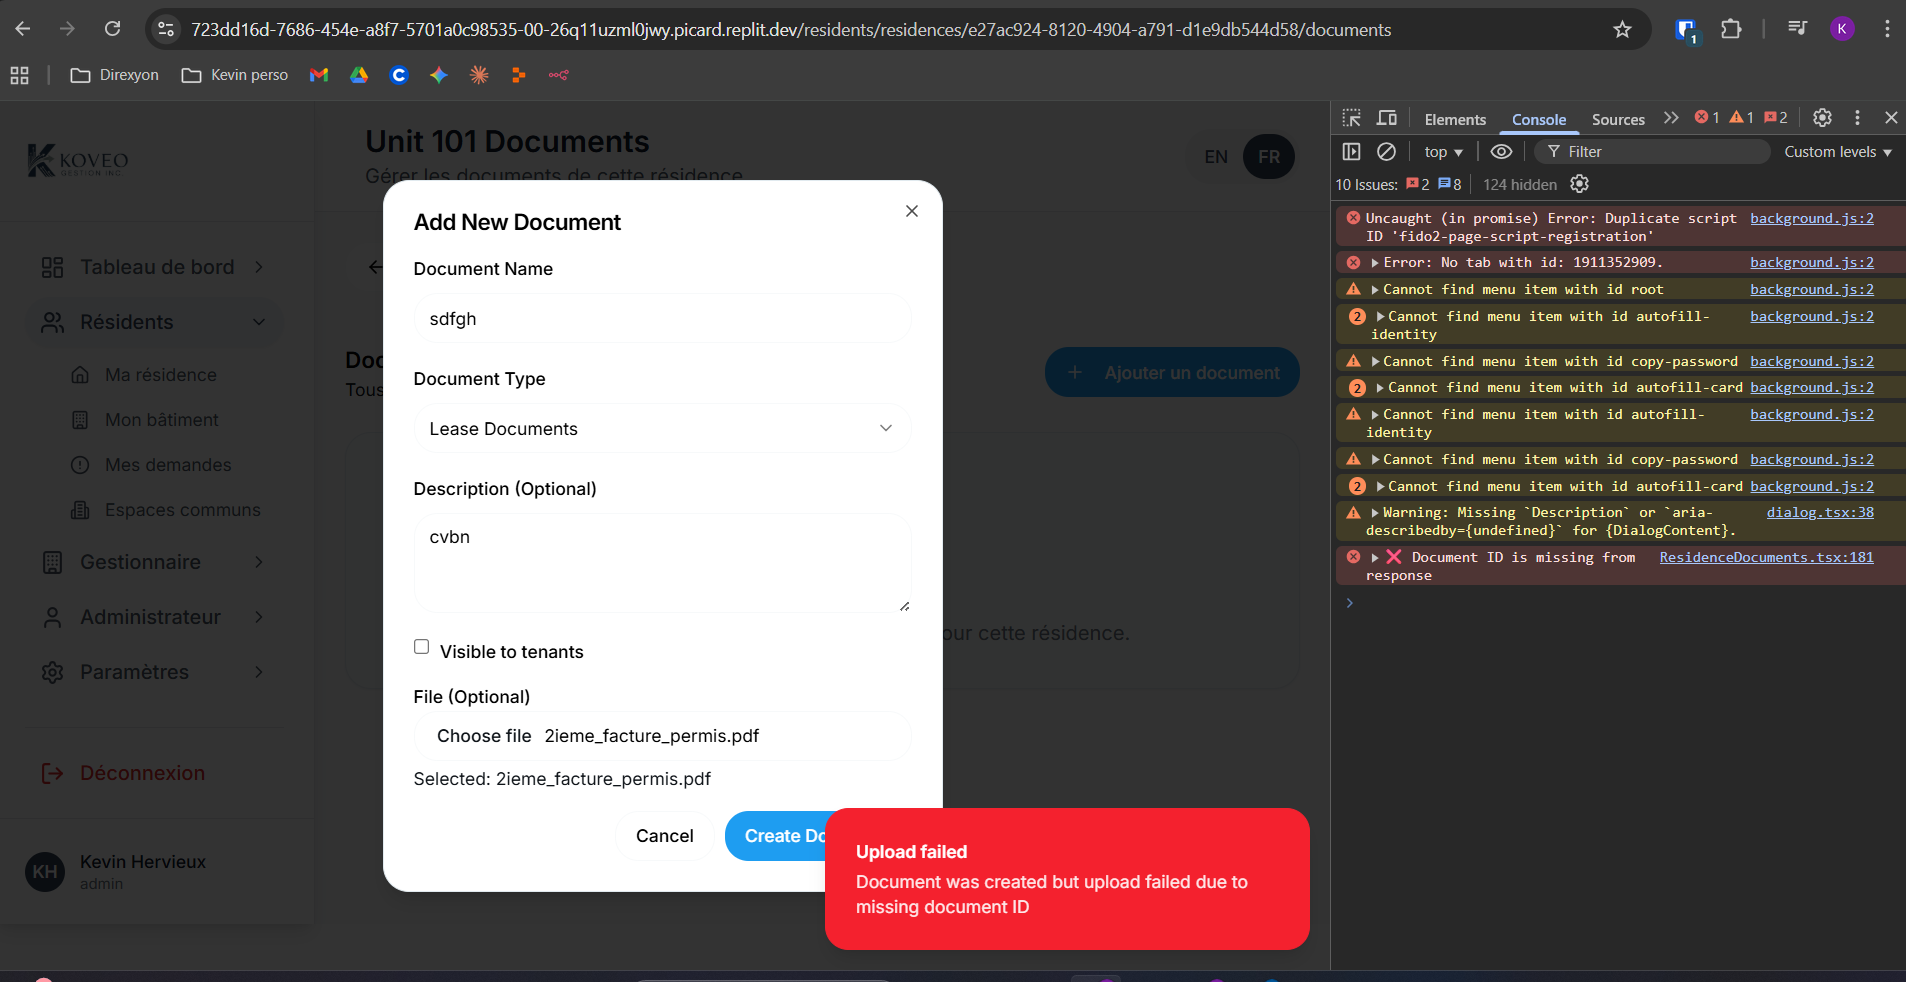 723dd16d-7686-454e-a8f7-5701a0c98535-00-26q11uzml0jwy.picard.replit.dev/residents/residences/e27ac924-8120-4904-a791-d1e9db544d58/documents
1
K
Direxyon
Kevin perso
KOVEO
GESTION INC
Tableau de bord
Résidents
Ma résidence
Mon bâtiment
Mes demandes
Espaces communs
Gestionnaire
Administrateur
Paramètres
Déconnexion
KH
Kevin Hervieux
admin
Unit 101 Documents
Gérer les documents de cette résidence
EN
FR
Doc
Tous
Ajouter un document
our cette résidence.
Add New Document
Document Name
sdfgh
Document Type
Lease Documents
Description (Optional)
cvbn
Visible to tenants
File (Optional)
Choose file 2ieme_facture_permis.pdf
Selected: 2ieme_facture_permis.pdf
Cancel
Create Do
Upload failed
Document was created but upload failed due to
missing document ID
Elements
Console
Sources
1
1
2
top
Filter
Custom levels
10 Issues: 2 8
124 hidden
Uncaught (in promise) Error: Duplicate script background.js:2
ID 'fido2-page-script-registration'
Error: No tab with id: 1911352909. background.js:2
Cannot find menu item with id root background.js:2
2 Cannot find menu item with id autofill- background.js:2
identity
Cannot find menu item with id copy-password background.js:2
2 Cannot find menu item with id autofill-card background.js:2
Cannot find menu item with id autofill- background.js:2
identity
Cannot find menu item with id copy-password background.js:2
2 Cannot find menu item with id autofill-card background.js:2
Warning: Missing `Description` or `aria- dialog.tsx:38
describedby={undefined}` for {DialogContent}.
❌ Document ID is missing from ResidenceDocuments.tsx:181
response